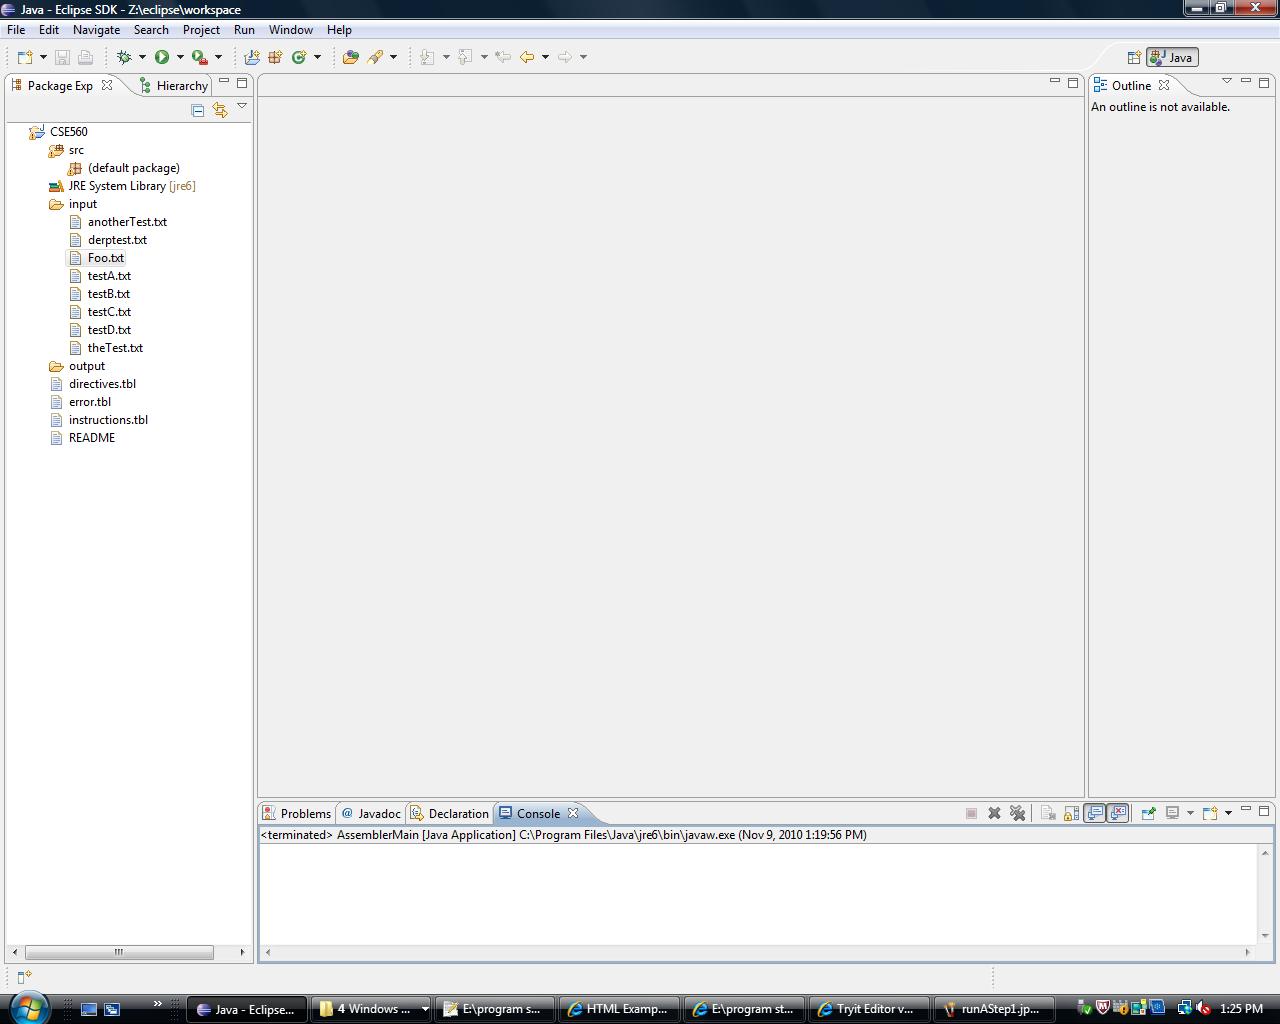 Java - Eclipse SDK - Z:\eclipse\workspace
File Edit Navigate Search Project Run Window Help
Java
Package Exp Hierarchy
Outline
An outline is not available.
CSE560
src
(default package)
JRE System Library [jre6]
input
anotherTest.txt
derptest.txt
Foo.txt
testA.txt
testB.txt
testC.txt
testD.txt
theTest.txt
output
directives.tbl
error.tbl
instructions.tbl
README
Problems @ Javadoc Declaration Console
<terminated> AssemblerMain [Java Application] C:\Program Files\Java\jre6\bin\javaw.exe (Nov 9, 2010 1:19:56 PM)
Java - Eclipse... 4 Windows ... E:\program s... HTML Examp... E:\program st... Tryit Editor v... runAStep1.jp... 1:25 PM